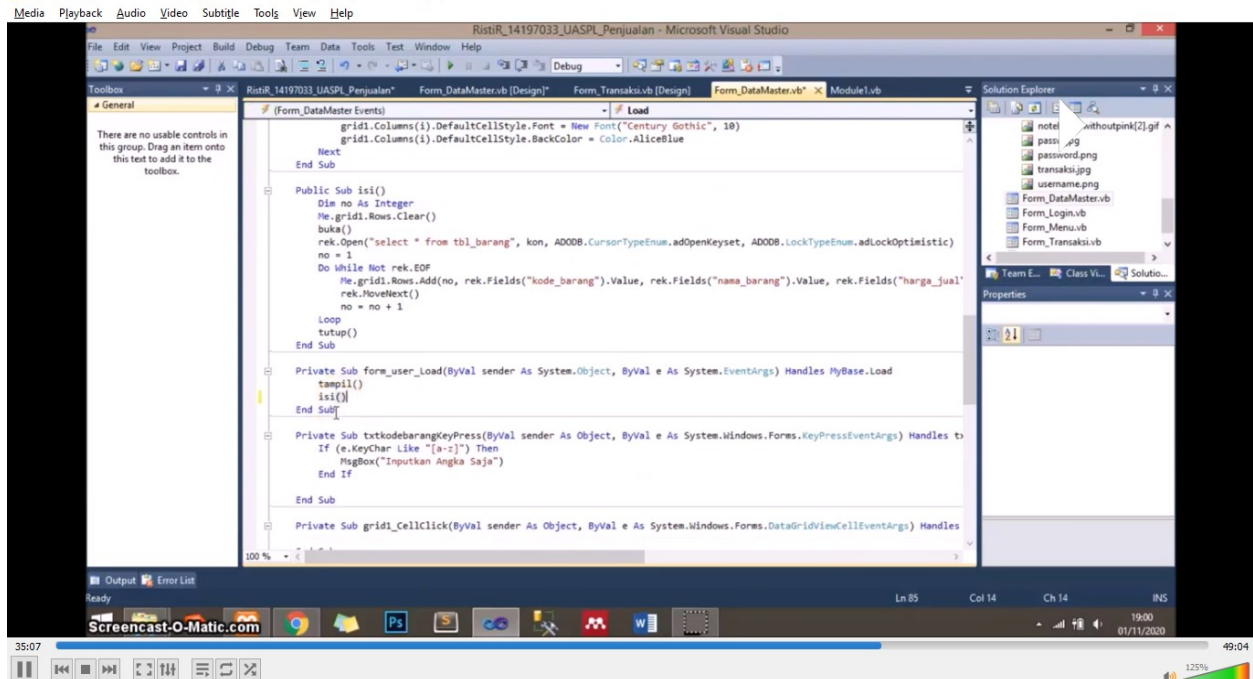 Media Playback Audio Video Subtitle Tools View Help
RistiR_14197033_UASPL_Penjualan - Microsoft Visual Studio
File Edit View Project Build Debug Team Data Tools Test Window Help
Debug
Toolbox
RistiR_14197033_UASPL_Penjualan* Form_DataMaster.vb [Design]* Form_Transaksi.vb [Design] Form_DataMaster.vb* Module1.vb
Solution Explorer
General
(Form_DataMaster Events) Load
There are no usable controls in
this group. Drag an item onto
this text to add it to the
toolbox.
grid1.Columns(i).DefaultCellStyle.Font = New Font("Century Gothic", 10)
grid1.Columns(i).DefaultCellStyle.BackColor = Color.AliceBlue
Next
End Sub
Public Sub isi()
Dim no As Integer
Me.grid1.Rows.Clear()
buka()
rek.Open("select * from tbl_barang", kon, ADODB.CursorTypeEnum.adOpenKeyset, ADODB.LockTypeEnum.adLockOptimistic)
no = 1
Do While Not rek.EOF
Me.grid1.Rows.Add(no, rek.Fields("kode_barang").Value, rek.Fields("nama_barang").Value, rek.Fields("harga_jual"
rek.MoveNext()
no = no + 1
Loop
tutup()
End Sub
Private Sub form_user_Load(ByVal sender As System.Object, ByVal e As System.EventArgs) Handles MyBase.Load
tampil()
isi()
End Sub
Private Sub txtkodebarangKeyPress(ByVal sender As Object, ByVal e As System.Windows.Forms.KeyPressEventArgs) Handles
If (e.KeyChar Like "[a-z]") Then
MsgBox("Inputkan Angka Saja")
End If
End Sub
Private Sub grid1_CellClick(ByVal sender As Object, ByVal e As System.Windows.Forms.DataGridViewCellEventArgs) Handles
100 %
withoutpink[2].gif
password.png
transaksi.jpg
username.png
Form_DataMaster.vb
Form_Login.vb
Form_Menu.vb
Form_Transaksi.vb
Team E... Class Vi... Solutio...
Properties
Output Error List
Ready Ln 85 Col 14 Ch 14 INS
Screencast-O-Matic.com
Ps
S
W
19:00
01/11/2020
35:07 49:04
125%